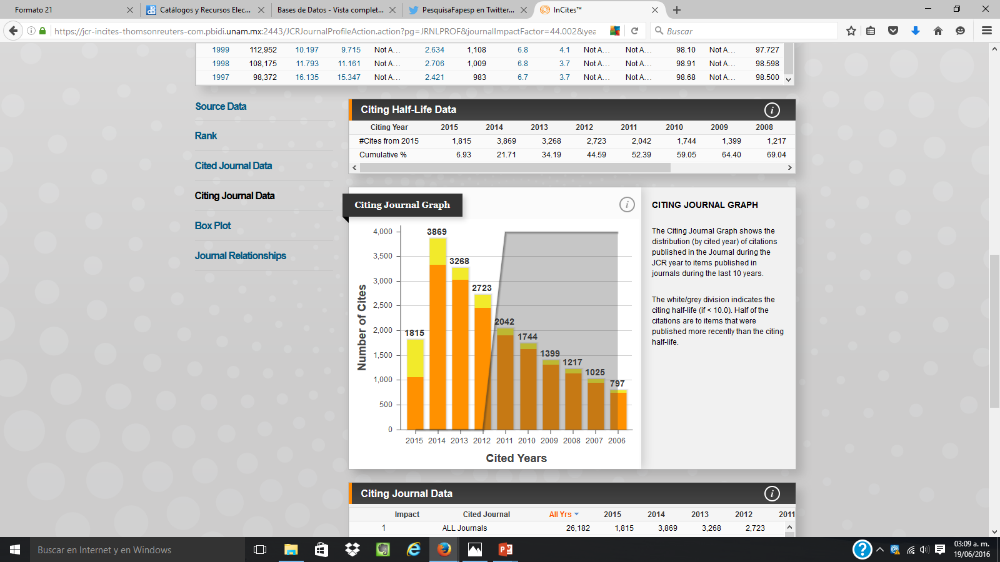 Formato 21
Catálogos y Recursos Elec...
Bases de Datos - Vista complet...
PesquisaFapesp en Twitter...
InCites™
https://jcr-incites-thomsonreuters-com.pbidi.unam.mx:2443/JCRJournalProfileAction.action?pg=JRNLPROF&journalImpactFactor=44.002&yea
Buscar
1999 112,952 10.197 9.715 Not A... 2.634 1,108 6.8 4.1 Not A... Not A... 98.10 Not A... 97.727
1998 108,175 11.793 11.161 Not A... 2.706 1,009 6.8 3.7 Not A... Not A... 98.91 Not A... 98.598
1997 98,372 16.135 15.347 Not A... 2.421 983 6.7 3.7 Not A... Not A... 98.68 Not A... 98.500
Source Data
Rank
Cited Journal Data
Citing Journal Data
Box Plot
Journal Relationships
Citing Half-Life Data
Citing Year 2015 2014 2013 2012 2011 2010 2009 2008
#Cites from 2015 1,815 3,869 3,268 2,723 2,042 1,744 1,399 1,217
Cumulative % 6.93 21.71 34.19 44.59 52.39 59.05 64.40 69.04
Citing Journal Graph
4,000
3,500
3,000
2,500
2,000
1,500
1,000
500
0
Number of Cites
1815
3869
3268
2723
2042
1744
1399
1217
1025
797
2015 2014 2013 2012 2011 2010 2009 2008 2007 2006
Cited Years
CITING JOURNAL GRAPH
The Citing Journal Graph shows the
distribution (by cited year) of citations
published in the Journal during the
JCR year to items published in
journals during the last 10 years.
The white/grey division indicates the
citing half-life (if < 10.0). Half of the
citations are to items that were
published more recently than the citing
half-life.
Citing Journal Data
Impact Cited Journal All Yrs 2015 2014 2013 2012 2011
1 ALL Journals 26,182 1,815 3,869 3,268 2,723
Buscar en Internet y en Windows
03:09 a. m.
19/06/2016